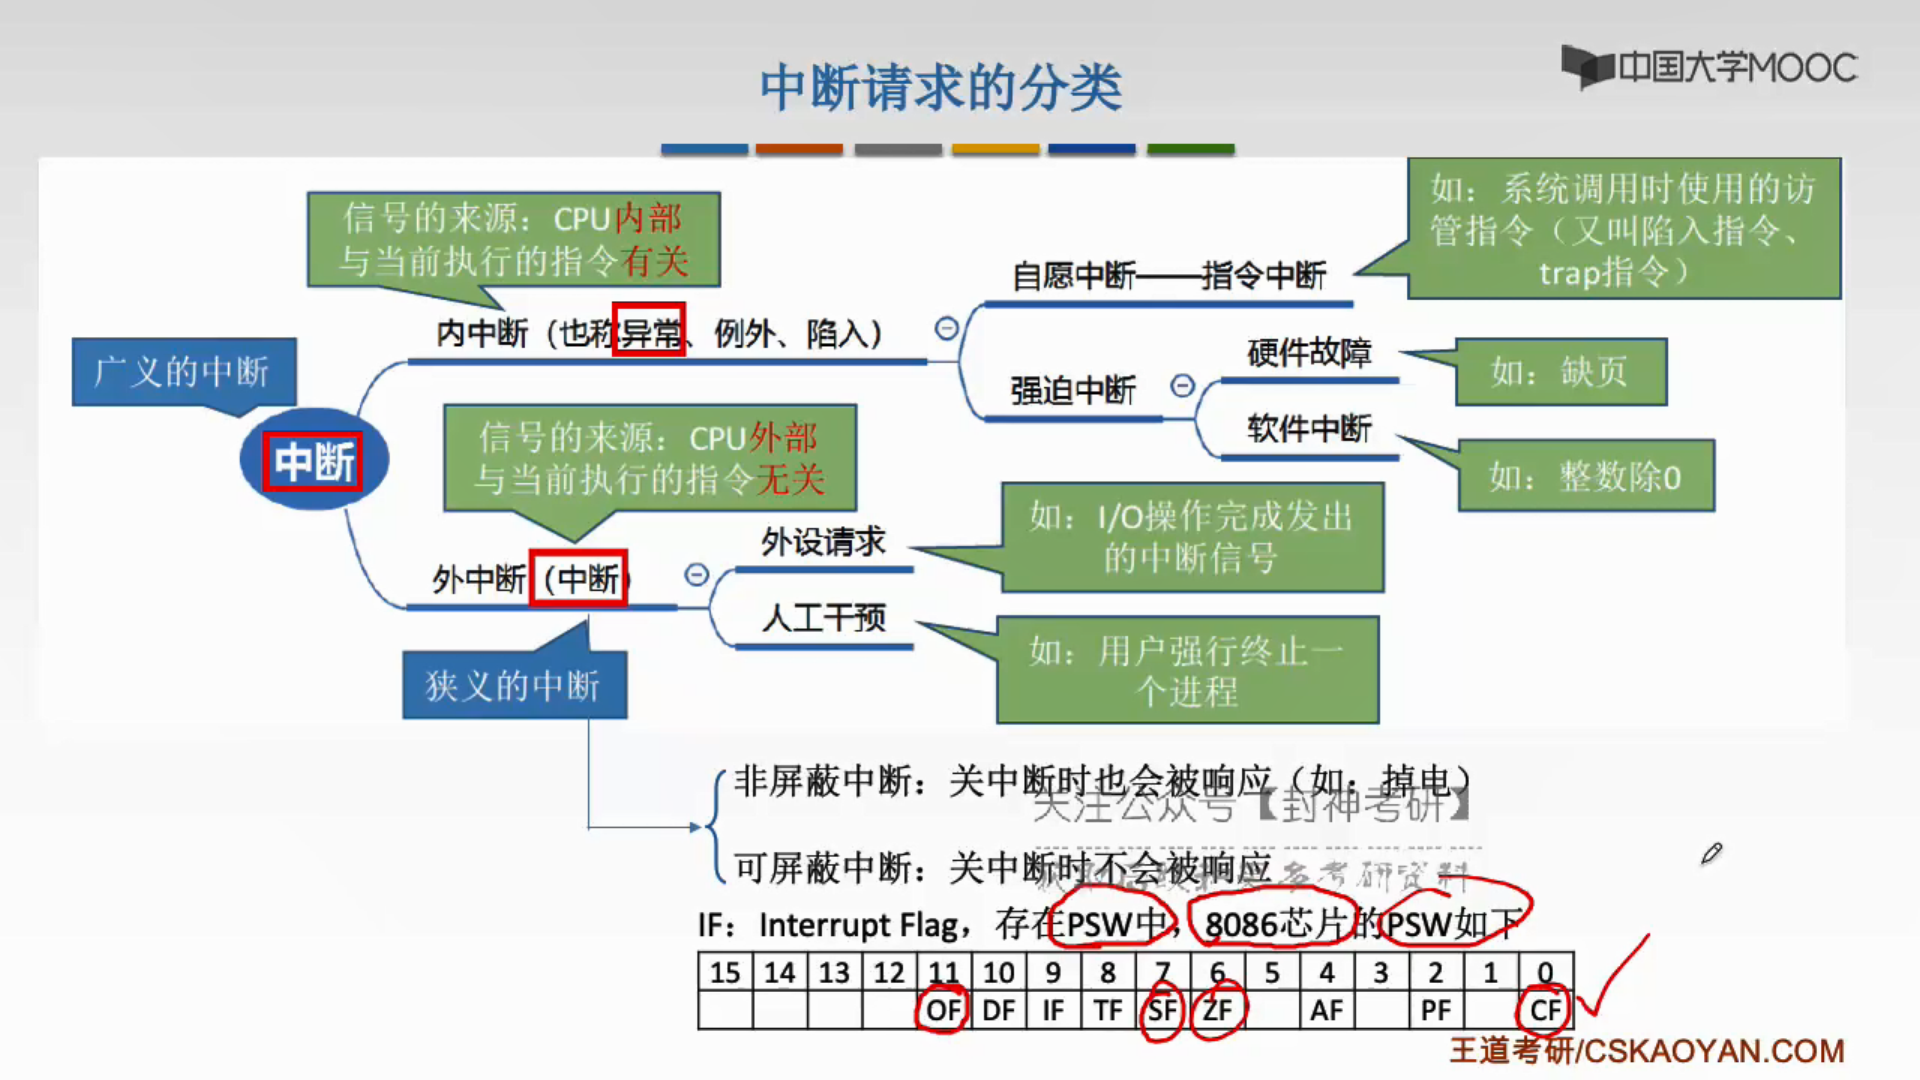 中断请求的分类
中国大学MOOC
信号的来源：CPU内部
与当前执行的指令有关
如：系统调用时使用的访
管指令（又叫陷入指令、
trap指令）
自愿中断——指令中断
内中断（也称异常、例外、陷入）
广义的中断
硬件故障
如：缺页
强迫中断
软件中断
如：整数除0
中断
信号的来源：CPU外部
与当前执行的指令无关
外设请求
如：I/O操作完成发出
的中断信号
外中断（中断）
人工干预
如：用户强行终止一
个进程
狭义的中断
非屏蔽中断：关中断时也会被响应（如：掉电）
关注公众号【封神考研】
可屏蔽中断：关中断时不会被响应
考研资料
IF：Interrupt Flag，存在PSW中，8086芯片的PSW如下
15 14 13 12 11 10 9 8 7 6 5 4 3 2 1 0
OF DF IF TF SF ZF AF PF CF
王道考研/CSKAOYAN.COM